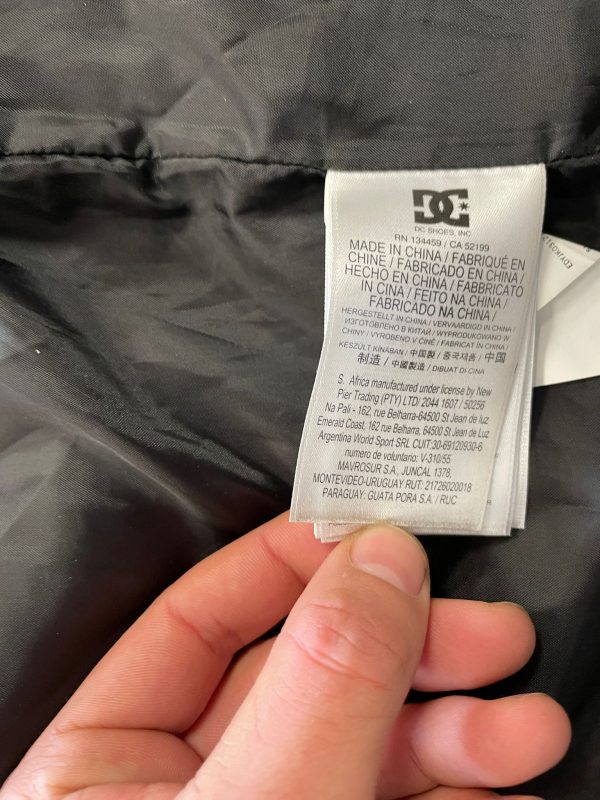 DC
DC SHOES, INC
RN 134459 / CA 52199
MADE IN CHINA / FABRIQUÉ EN
CHINE / FABRICADO EN CHINA /
HECHO EN CHINA / FABBRICATO
IN CINA / FEITO NA CHINA /
FABRICADO NA CHINA /
HERGESTELLT IN CHINA / VERVAARDIGD IN CHINA /
ИЗГОТОВЛЕНО В КИТАЙ / WYPRODUKOWANO W
CHINY / VYROBENO V ČÍNĚ / FABRICAT ÎN CHINA /
KESZÜLT KÍNÁBAN / 中国製 / 중국제품 / 中国
制造 / 中國製造 / DIBUAT DI CINA
S. Africa manufactured under license by New
Pier Trading (PTY) LTD/ 2044 1607 / 50256
Na Pali - 162, rue Belharra-64500 St Jean de luz
Emerald Coast, 162 rue Belharra, 64500 St Jean de Luz
Argentina World Sport SRL CUIT:30-69120930-6
numero de voluntario: V-310/55
MAVROSUR S.A, JUNCAL 1378,
MONTEVIDEO-URUGUAY RUT: 21726020018
PARAGUAY: GUATA PORA S.A. / RUC